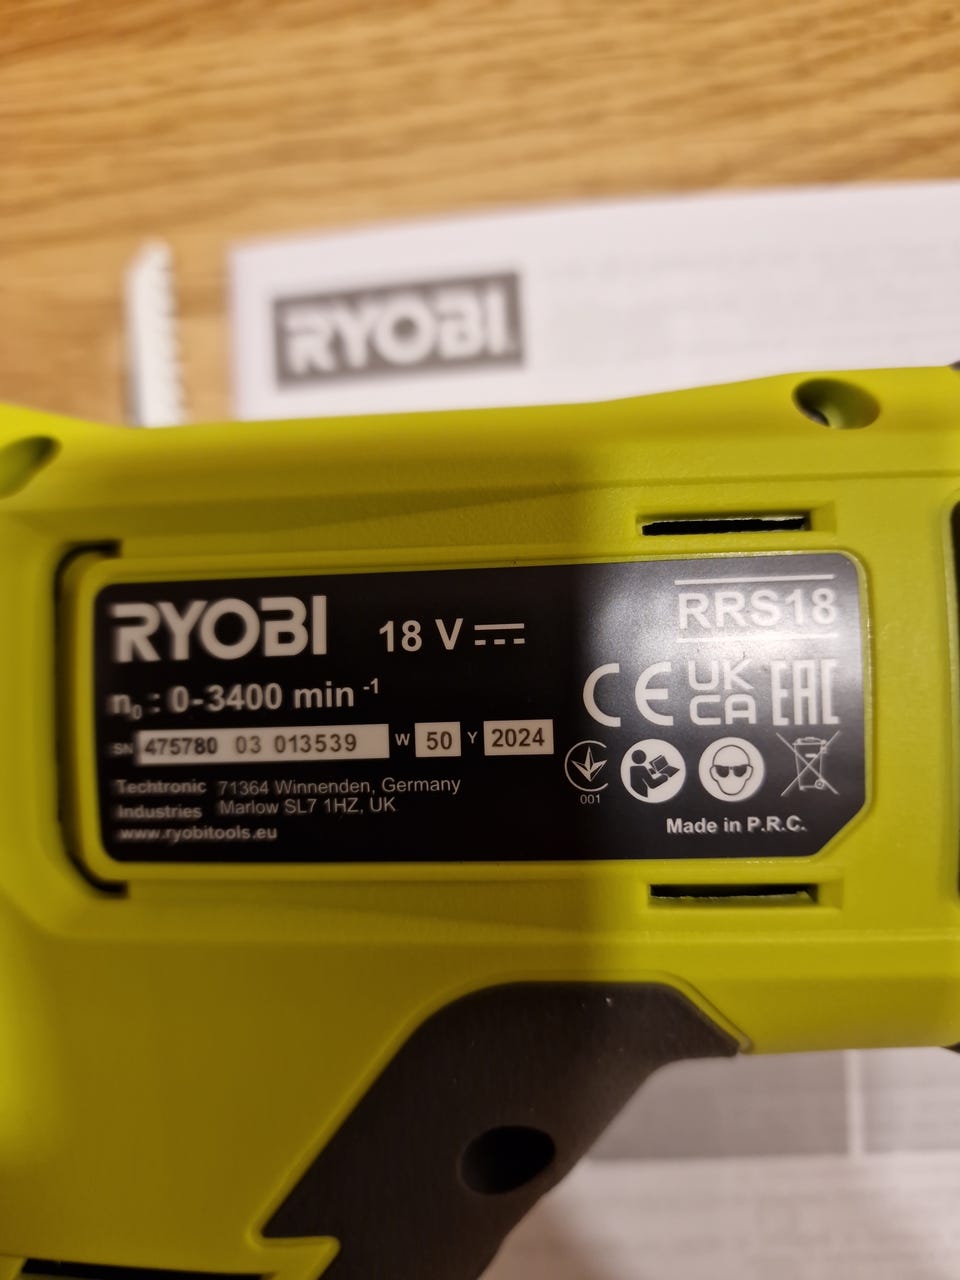 RYOBI
RYOBI 18 V RRS18
n₀ : 0-3400 min ⁻¹
CE UK CA EAC
SN 475780 03 013539 W 50 Y 2024
001
Techtronic Industries
71364 Winnenden, Germany
Marlow SL7 1HZ, UK
www.ryobitools.eu
Made in P.R.C.